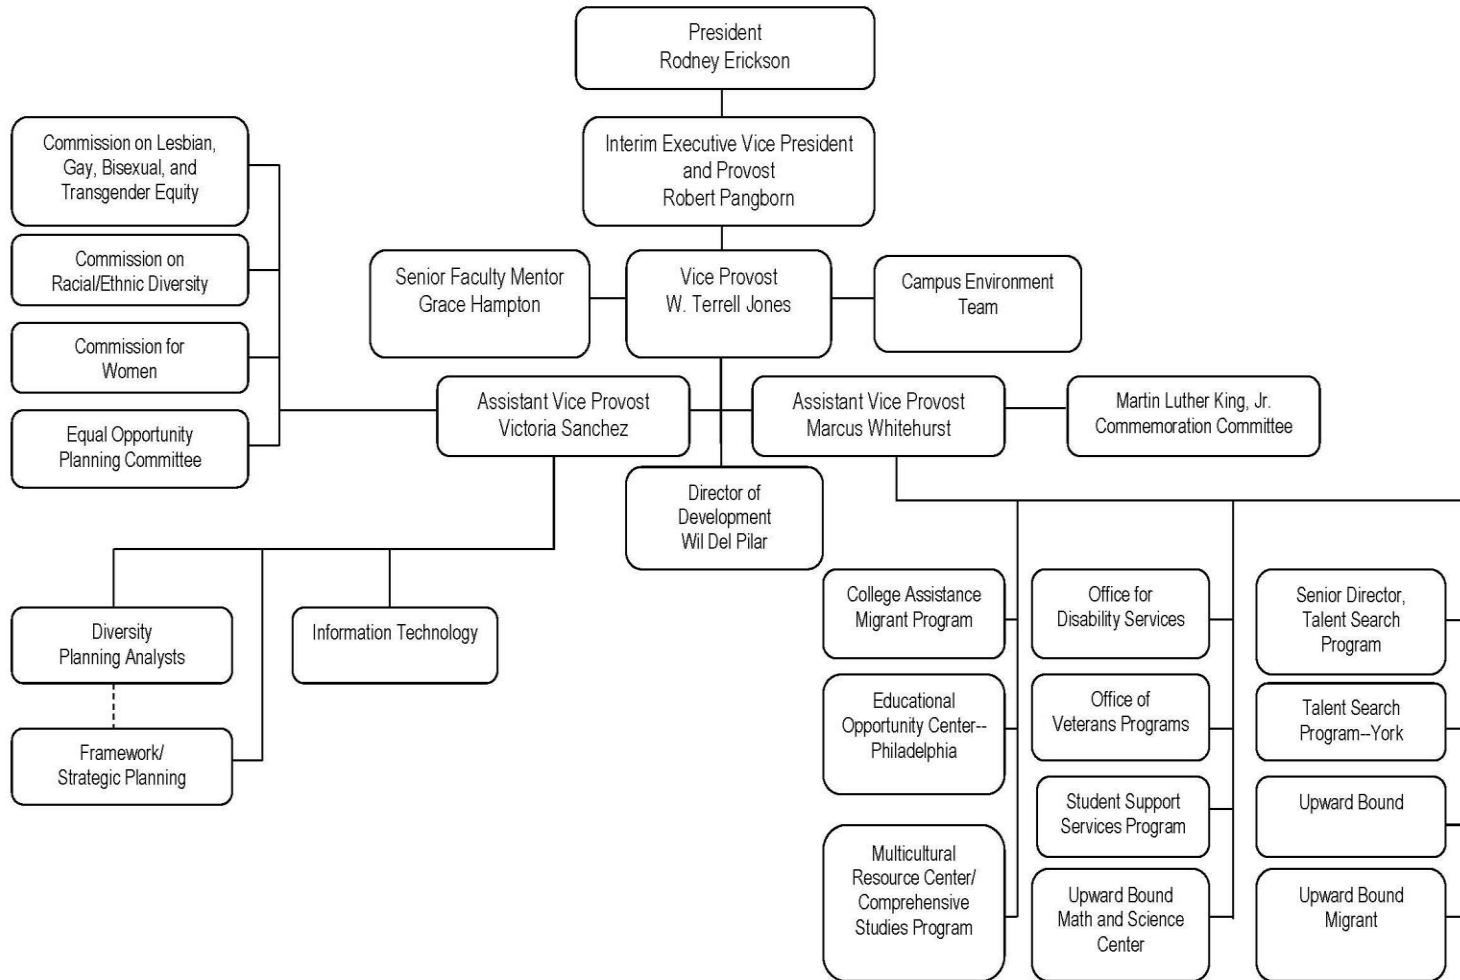 President
Rodney Erickson
Interim Executive Vice President
and Provost
Robert Pangborn
Commission on Lesbian,
Gay, Bisexual, and
Transgender Equity
Commission on
Racial/Ethnic Diversity
Commission for
Women
Equal Opportunity
Planning Committee
Senior Faculty Mentor
Grace Hampton
Vice Provost
W. Terrell Jones
Campus Environment
Team
Assistant Vice Provost
Victoria Sanchez
Assistant Vice Provost
Marcus Whitehurst
Martin Luther King, Jr.
Commemoration Committee
Director of
Development
Wil Del Pilar
Diversity
Planning Analysts
Information Technology
Framework/
Strategic Planning
College Assistance
Migrant Program
Educational
Opportunity Center--
Philadelphia
Multicultural
Resource Center/
Comprehensive
Studies Program
Office for
Disability Services
Office of
Veterans Programs
Student Support
Services Program
Upward Bound
Math and Science
Center
Senior Director,
Talent Search
Program
Talent Search
Program--York
Upward Bound
Upward Bound
Migrant